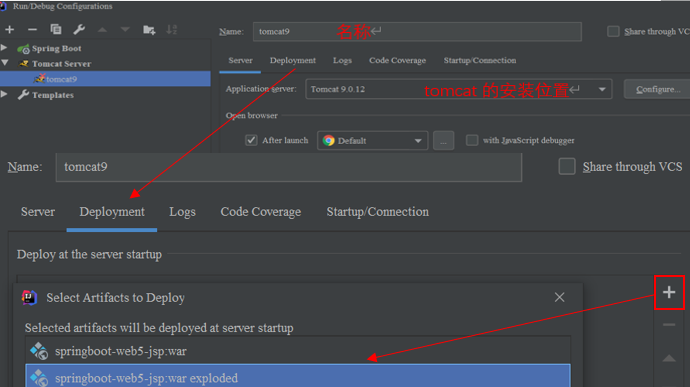 Run/Debug Configurations
Name: tomcat9 名称↵ Share through VCS
Spring Boot
Tomcat Server
tomcat9
Templates
Server Deployment Logs Code Coverage Startup/Connection
Application server: Tomcat 9.0.12 tomcat 的安装位置↵ Configure...
Open browser
After launch Default ... with JavaScript debugger
Name: tomcat9 Share through VCS
Server Deployment Logs Code Coverage Startup/Connection
Deploy at the server startup
Select Artifacts to Deploy
Selected artifacts will be deployed at server startup
springboot-web5-jsp:war
springboot-web5-jsp:war exploded